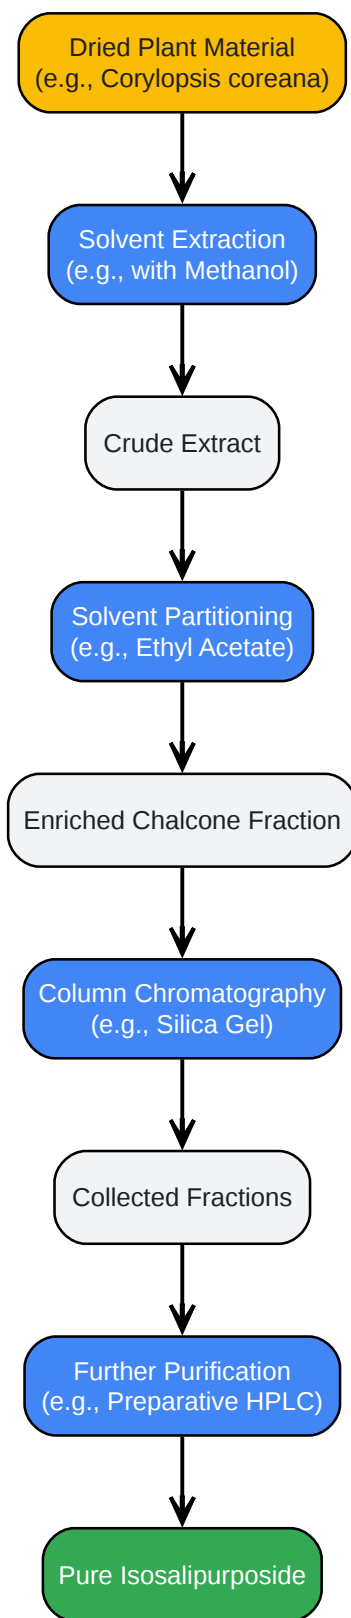 Dried Plant Material
(e.g., Corylopsis coreana)
Solvent Extraction
(e.g., with Methanol)
Crude Extract
Solvent Partitioning
(e.g., Ethyl Acetate)
Enriched Chalcone Fraction
Column Chromatography
(e.g., Silica Gel)
Collected Fractions
Further Purification
(e.g., Preparative HPLC)
Pure Isosalipurposide